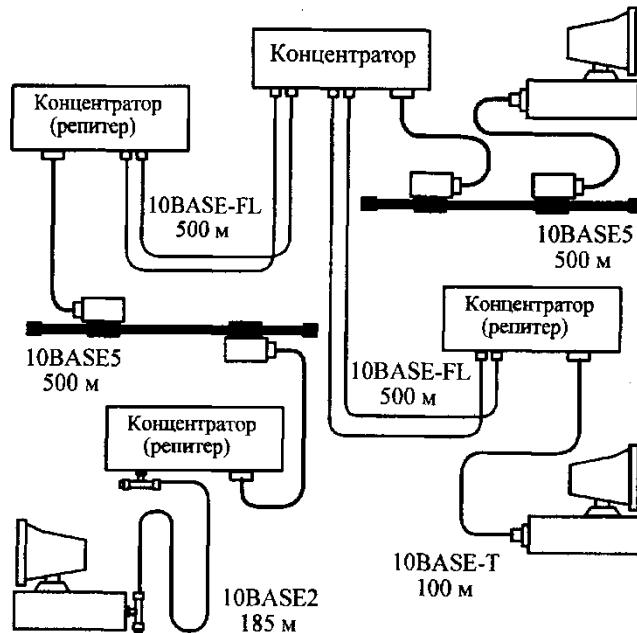 Концентратор
Концентратор
(репитер)
10BASE-FL
500 м
10BASE5
500 м
Концентратор
(репитер)
10BASE5
500 м
10BASE-FL
500 м
Концентратор
(репитер)
10BASE-T
100 м
10BASE2
185 м